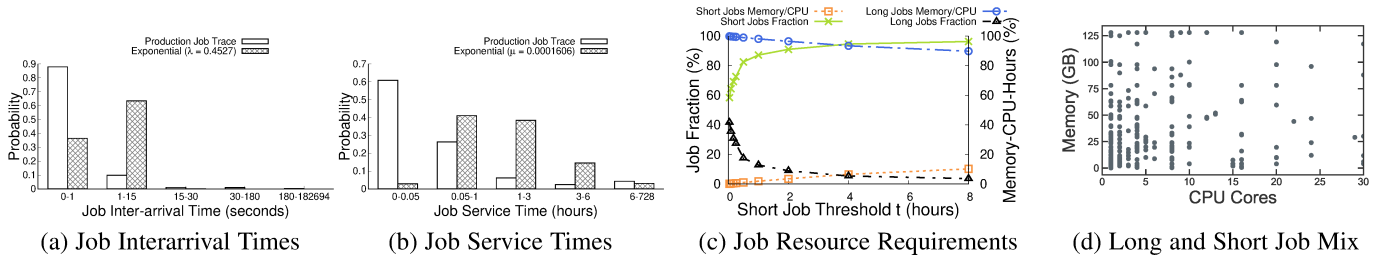 Production Job Trace
Exponential (λ = 0.4527)
0.9
0.8
0.7
0.6
0.5
0.4
0.3
0.2
0.1
0
Probability
0-1
1-15
15-30
30-180
180-182694
Job Inter-arrival Time (seconds)
(a) Job Interarrival Times
Production Job Trace
Exponential (μ = 0.0001606)
0.7
0.6
0.5
0.4
0.3
0.2
0.1
0
Probability
0-0.05
0.05-1
1-3
3-6
6-728
Job Service Time (hours)
(b) Job Service Times
Short Jobs Memory/CPU
Short Jobs Fraction
Long Jobs Memory/CPU
Long Jobs Fraction
100
80
60
40
20
0
Job Fraction (%)
100
80
60
40
20
0
Memory-CPU-Hours (%)
0
2
4
6
8
Short Job Threshold t (hours)
(c) Job Resource Requirements
125
100
75
50
25
0
Memory (GB)
0
5
10
15
20
25
30
CPU Cores
(d) Long and Short Job Mix